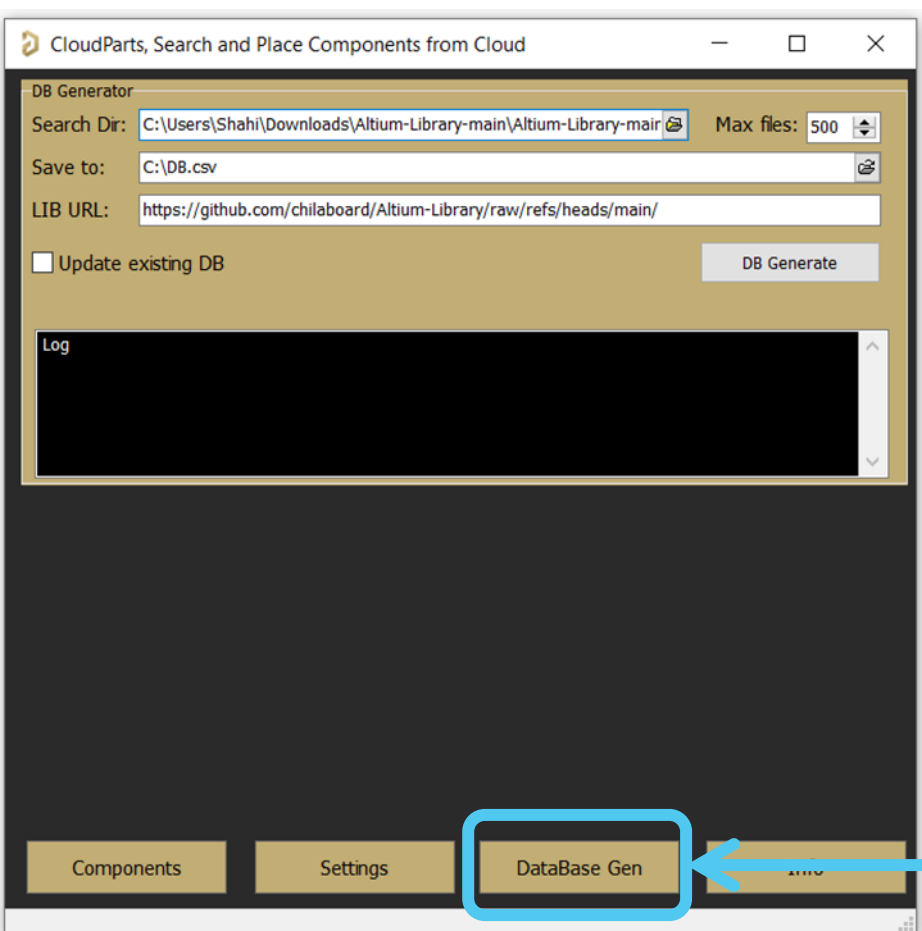 CloudParts, Search and Place Components from Cloud
DB Generator
Search Dir: C:\Users\Shahi\Downloads\Altium-Library-main\Altium-Library-mair Max files: 500
Save to: C:\DB.csv
LIB URL: https://github.com/chilaboard/Altium-Library/raw/refs/heads/main/
Update existing DB DB Generate
Log
Components Settings DataBase Gen Info